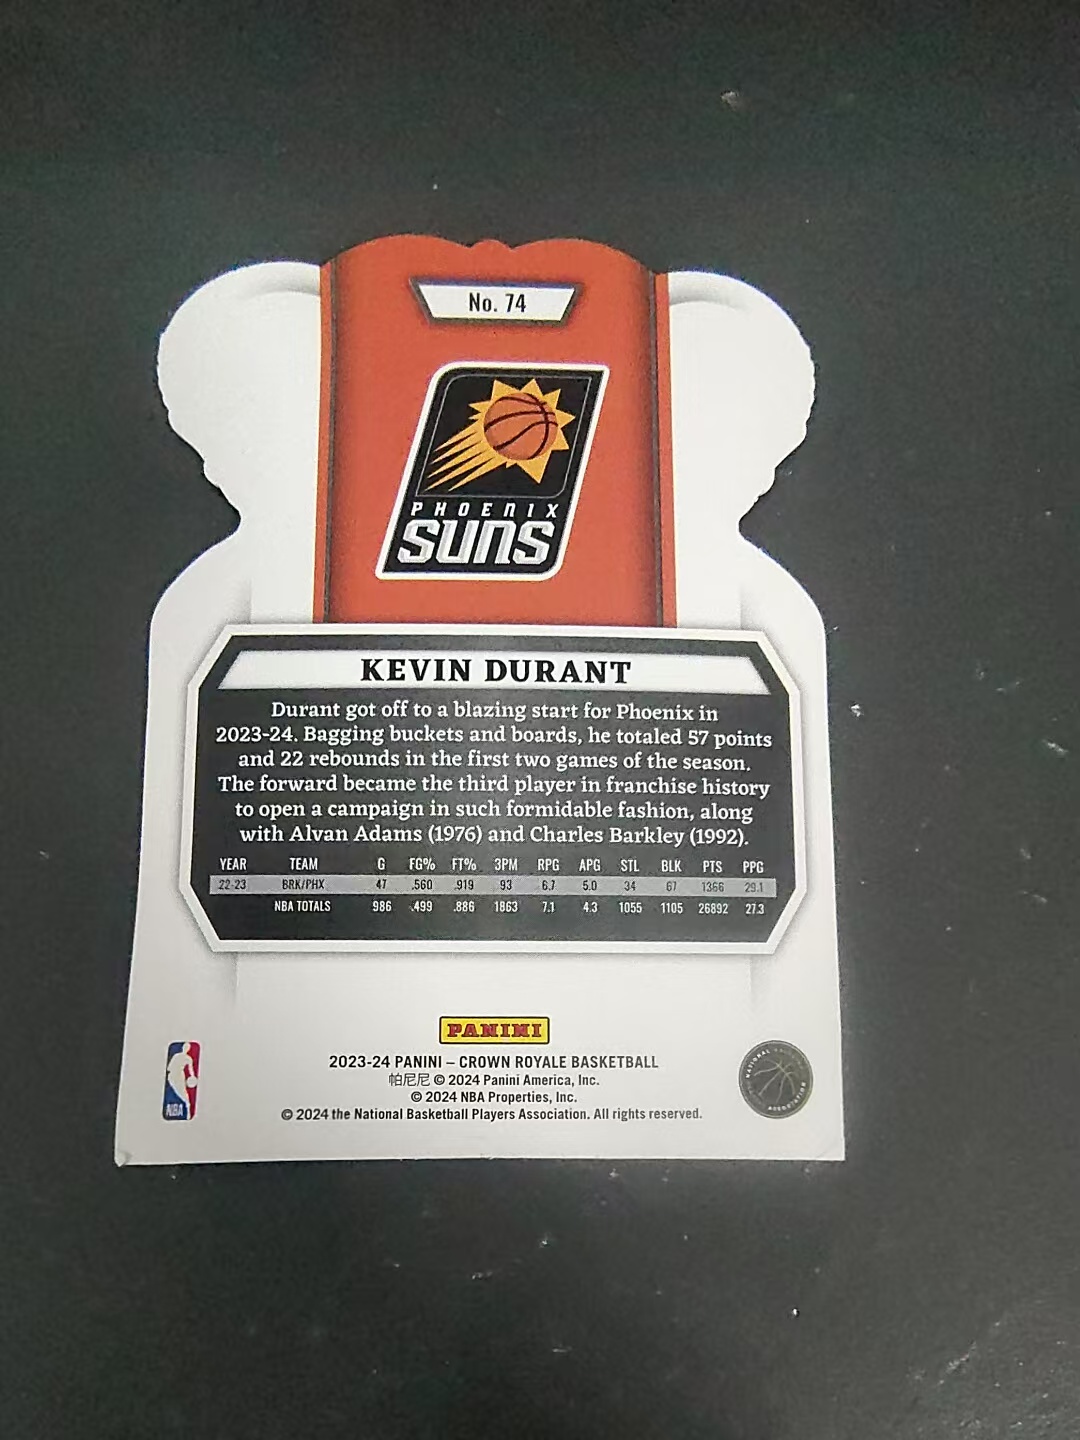 No. 74
PHOENIX
SUNS
KEVIN DURANT
Durant got off to a blazing start for Phoenix in
2023-24. Bagging buckets and boards, he totaled 57 points
and 22 rebounds in the first two games of the season.
The forward became the third player in franchise history
to open a campaign in such formidable fashion, along
with Alvan Adams (1976) and Charles Barkley (1992).
YEAR TEAM G FG% FT% 3PM RPG APG STL BLK PTS PPG
22-23 BRK/PHX 47 .560 .919 93 6.7 5.0 34 67 1366 29.1
NBA TOTALS 986 .499 .886 1863 7.1 4.3 1055 1105 26892 27.3
PANINI
2023-24 PANINI – CROWN ROYALE BASKETBALL
帕尼尼 © 2024 Panini America, Inc.
© 2024 NBA Properties, Inc.
© 2024 the National Basketball Players Association. All rights reserved.
NBA